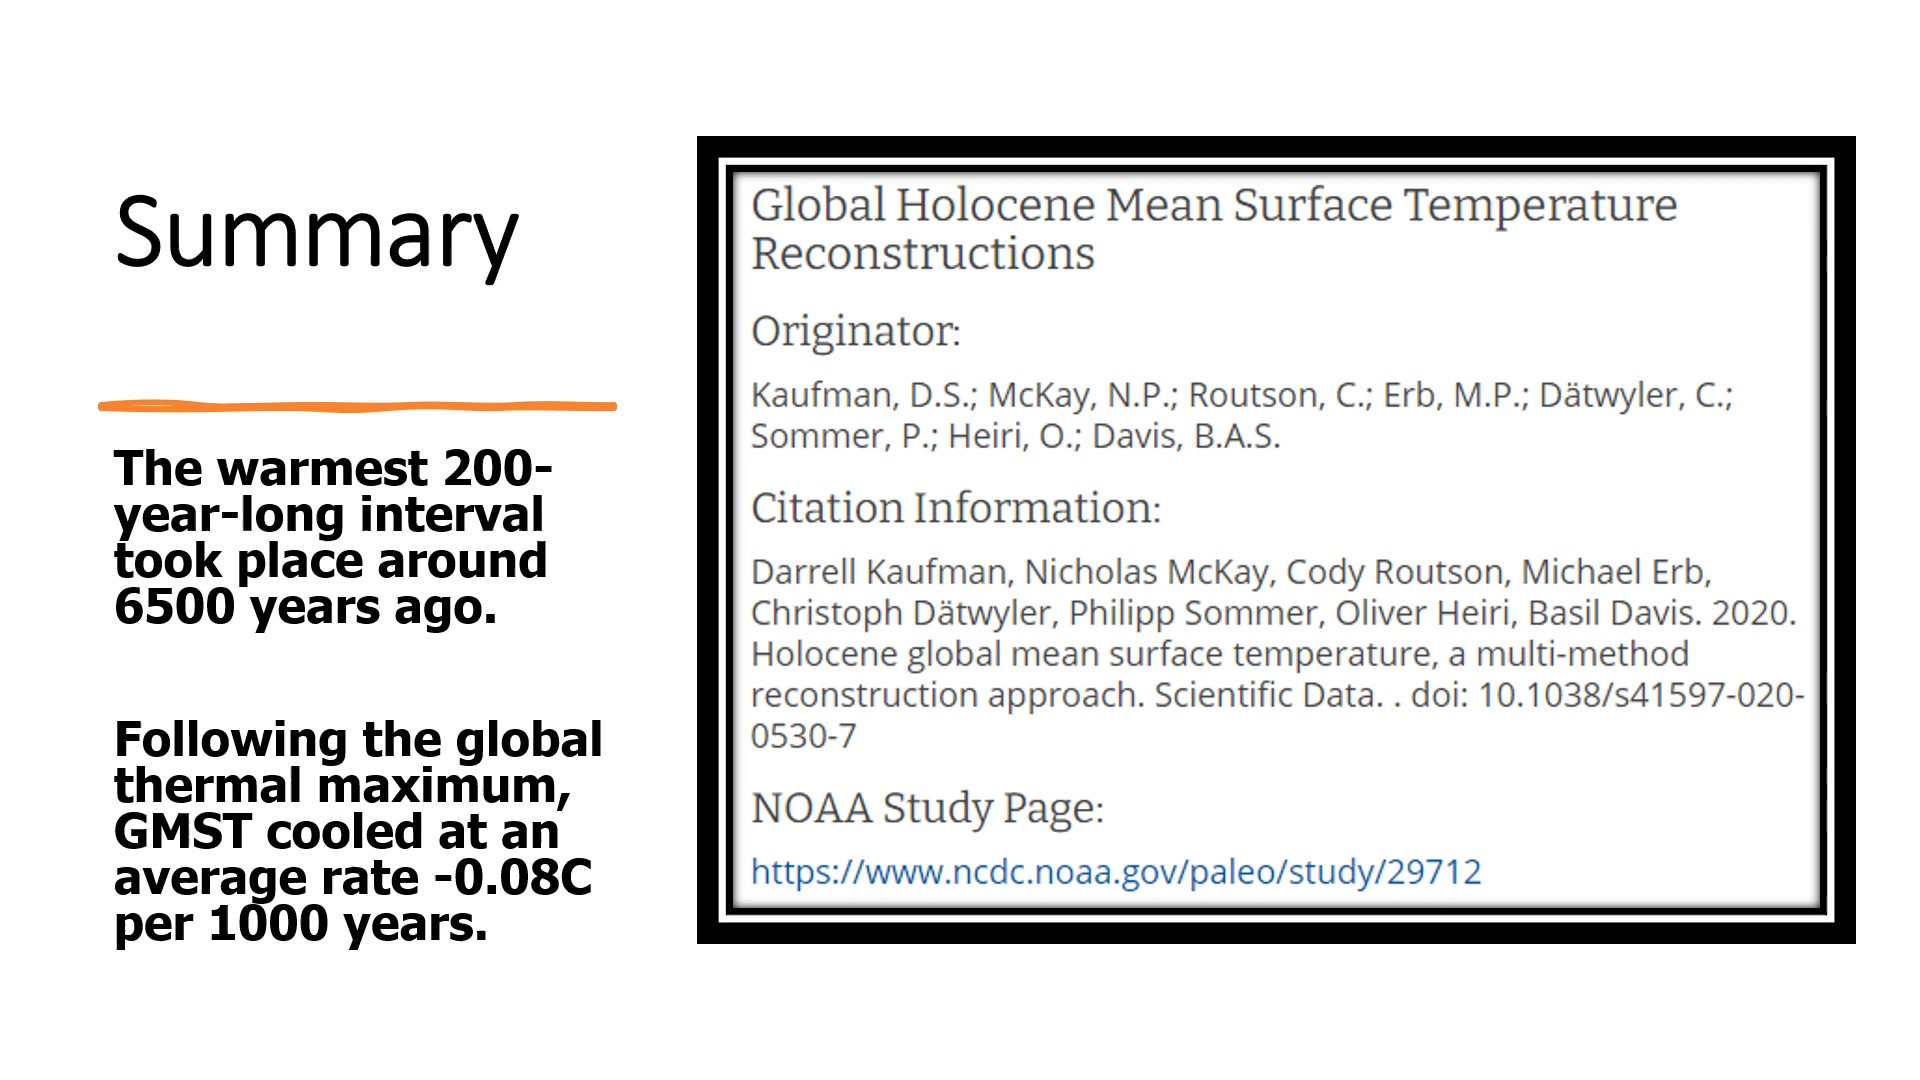 Summary
The warmest 200-
year-long interval
took place around
6500 years ago.
Following the global
thermal maximum,
GMST cooled at an
average rate -0.08C
per 1000 years.
Global Holocene Mean Surface Temperature
Reconstructions
Originator:
Kaufman, D.S.; McKay, N.P.; Routson, C.; Erb, M.P.; Dätwyler, C.;
Sommer, P.; Heiri, O.; Davis, B.A.S.
Citation Information:
Darrell Kaufman, Nicholas McKay, Cody Routson, Michael Erb,
Christoph Dätwyler, Philipp Sommer, Oliver Heiri, Basil Davis. 2020.
Holocene global mean surface temperature, a multi-method
reconstruction approach. Scientific Data. . doi: 10.1038/s41597-020-
0530-7
NOAA Study Page:
https://www.ncdc.noaa.gov/paleo/study/29712